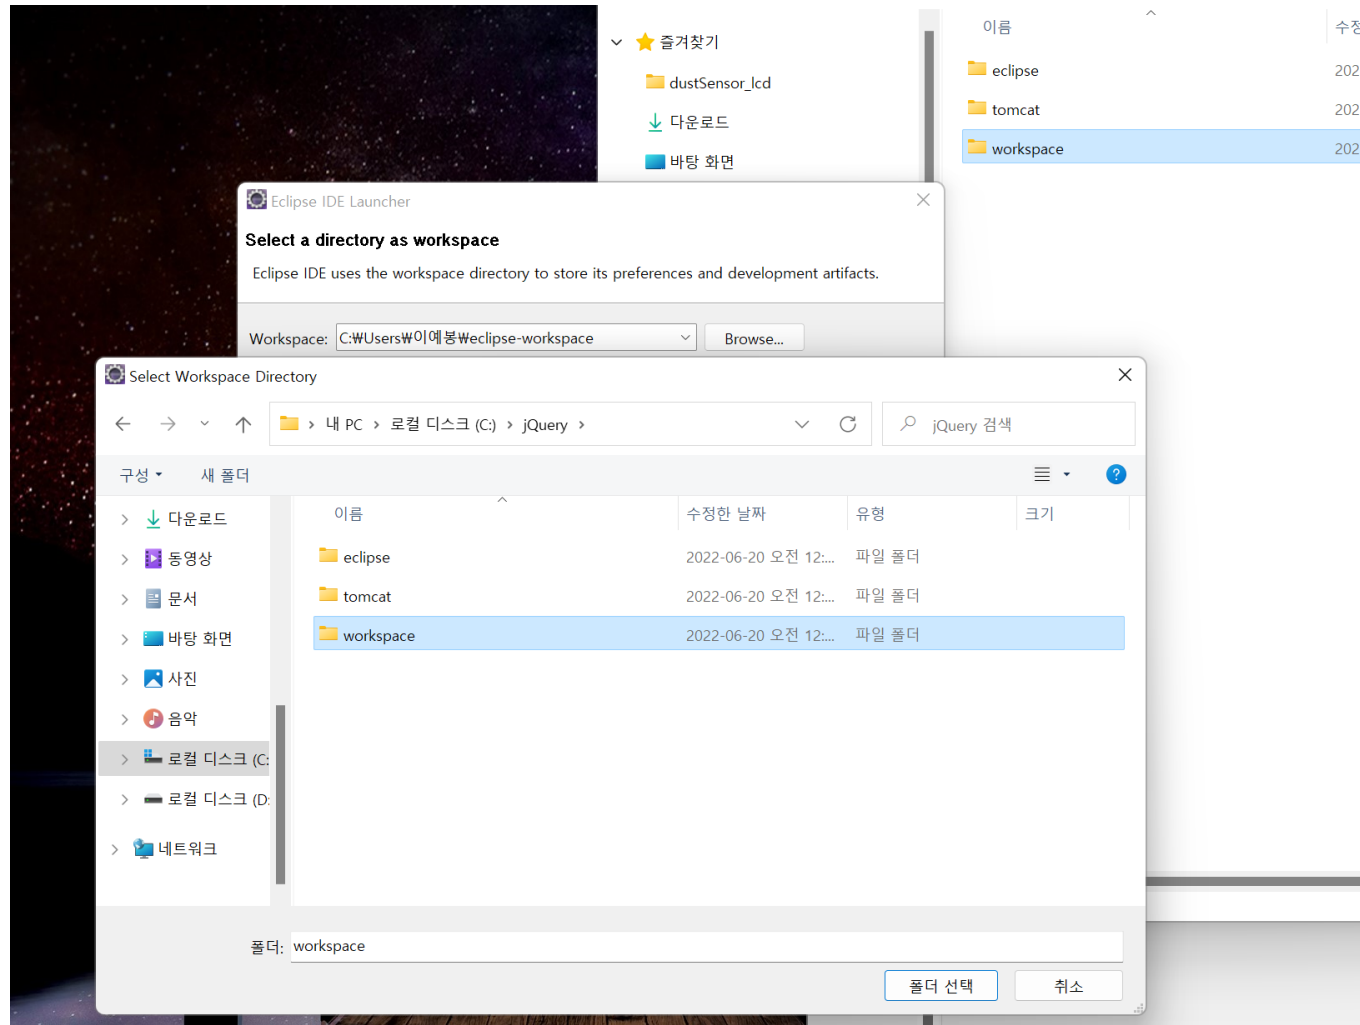 즐겨찾기
dustSensor_lcd
다운로드
바탕 화면
이름
eclipse
202
tomcat
202
workspace
202
Eclipse IDE Launcher
Select a directory as workspace
Eclipse IDE uses the workspace directory to store its preferences and development artifacts.
Workspace: C:₩Users₩이예봉₩eclipse-workspace Browse...
Select Workspace Directory
내 PC > 로컬 디스크 (C:) > jQuery >
jQuery 검색
구성 새 폴더
이름 수정한 날짜 유형 크기
다운로드
동영상
문서
바탕 화면
사진
음악
로컬 디스크 (C:
로컬 디스크 (D:
네트워크
eclipse 2022-06-20 오전 12:... 파일 폴더
tomcat 2022-06-20 오전 12:... 파일 폴더
workspace 2022-06-20 오전 12:... 파일 폴더
폴더: workspace
폴더 선택 취소